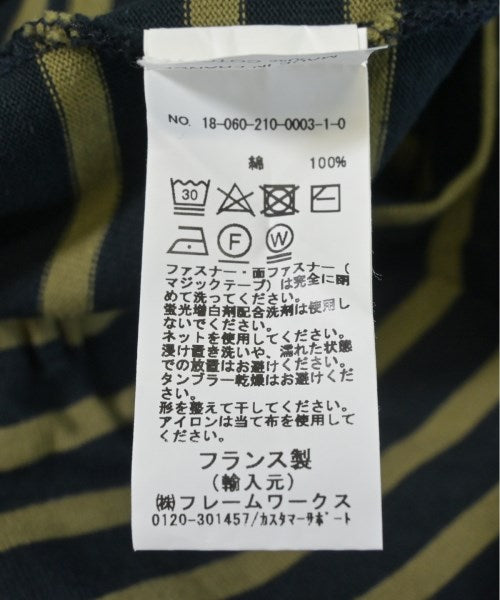 NO. 18-060-210-0003-1-0
綿 100%
30
F W
ファスナー・面ファスナー(
マジックテープ)は完全に閉
めて洗ってください。
蛍光増白剤配合洗剤は使用し
ないでください。
ネットを使用してください。
浸け置き洗いや、濡れた状態
での放置はお避けください。
タンブラー乾燥はお避けくだ
さい。
形を整えて干してください。
アイロンは当て布を使用して
ください。
フランス製
(輸入元)
㈱フレームワークス
0120-301457/カスタマーサポート